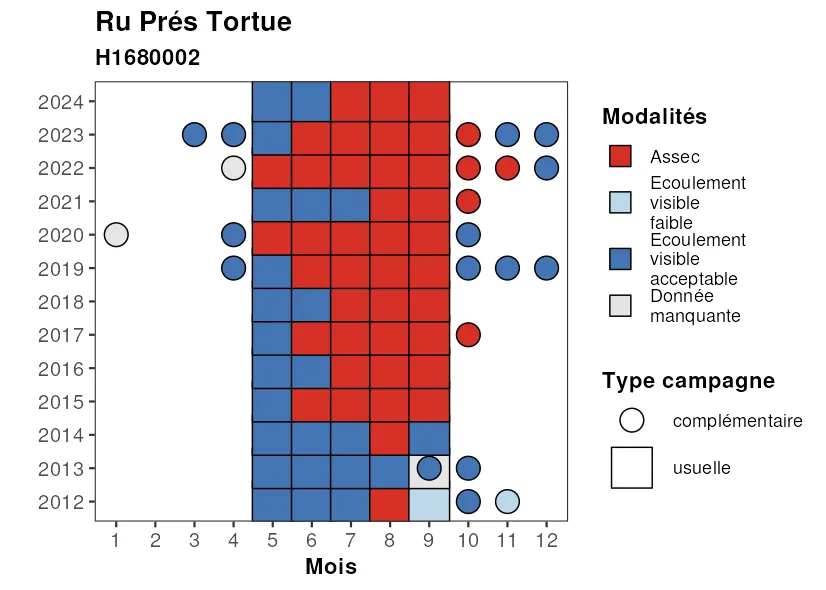 Ru Prés Tortue
H1680002
2024
2023
2022
2021
2020
2019
2018
2017
2016
2015
2014
2013
2012
1 2 3 4 5 6 7 8 9 10 11 12
Mois
Modalités
Assec
Ecoulement
visible
faible
Ecoulement
visible
acceptable
Donnée
manquante
Type campagne
complémentaire
usuelle